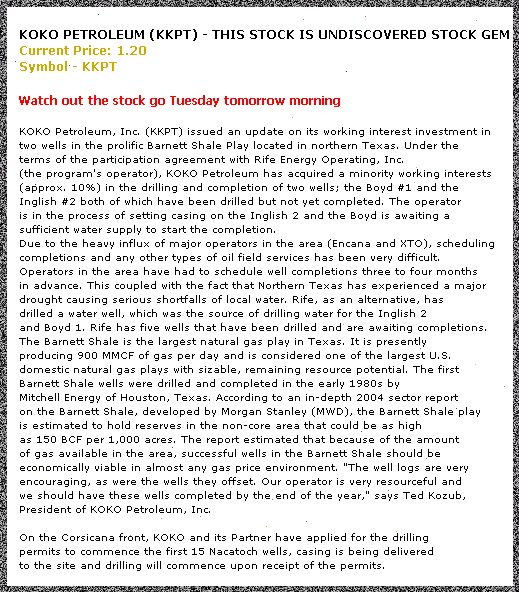 KOKO PETROLEUM (KKPT) - THIS STOCK IS UNDISCOVERED STOCK GEM
Current Price: 1.20
Symbol - KKPT
Watch out the stock go Tuesday tomorrow morning
KOKO Petroleum, Inc. (KKPT) issued an update on its working interest investment in
two wells in the prolific Barnett Shale Play located in northern Texas. Under the
terms of the participation agreement with Rife Energy Operating, Inc.
(the program's operator), KOKO Petroleum has acquired a minority working interests
(approx. 10%) in the drilling and completion of two wells; the Boyd #1 and the
Inglish #2 both of which have been drilled but not yet completed. The operator
is in the process of setting casing on the Inglish 2 and the Boyd is awaiting a
sufficient water supply to start the completion.
Due to the heavy influx of major operators in the area (Encana and XTO), scheduling
completions and any other types of oil field services has been very difficult.
Operators in the area have had to schedule well completions three to four months
in advance. This coupled with the fact that Northern Texas has experienced a major
drought causing serious shortfalls of local water. Rife, as an alternative, has
drilled a water well, which was the source of drilling water for the Inglish 2
and Boyd 1. Rife has five wells that have been drilled and are awaiting completions.
The Barnett Shale is the largest natural gas play in Texas. It is presently
producing 900 MMCF of gas per day and is considered one of the largest U.S.
domestic natural gas plays with sizable, remaining resource potential. The first
Barnett Shale wells were drilled and completed in the early 1980s by
Mitchell Energy of Houston, Texas. According to an in-depth 2004 sector report
on the Barnett Shale, developed by Morgan Stanley (MWD), the Barnett Shale play
is estimated to hold reserves in the non-core area that could be as high
as 150 BCF per 1,000 acres. The report estimated that because of the amount
of gas available in the area, successful wells in the Barnett Shale should be
economically viable in almost any gas price environment. "The well logs are very
encouraging, as were the wells they offset. Our operator is very resourceful and
we should have these wells completed by the end of the year," says Ted Kozub,
President of KOKO Petroleum, Inc.
On the Corsicana front, KOKO and its Partner have applied for the drilling
permits to commence the first 15 Nacatoch wells, casing is being delivered
to the site and drilling will commence upon receipt of the permits.